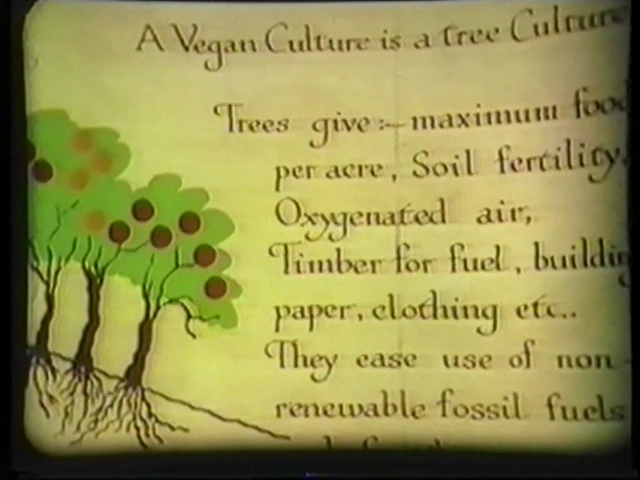 A Vegan Culture is a tree Culture
Trees give :- maximum food
per acre, Soil fertility,
Oxygenated air,
Timber for fuel, buildin
paper, clothing etc..
They ease use of non-
renewable fossil fuels